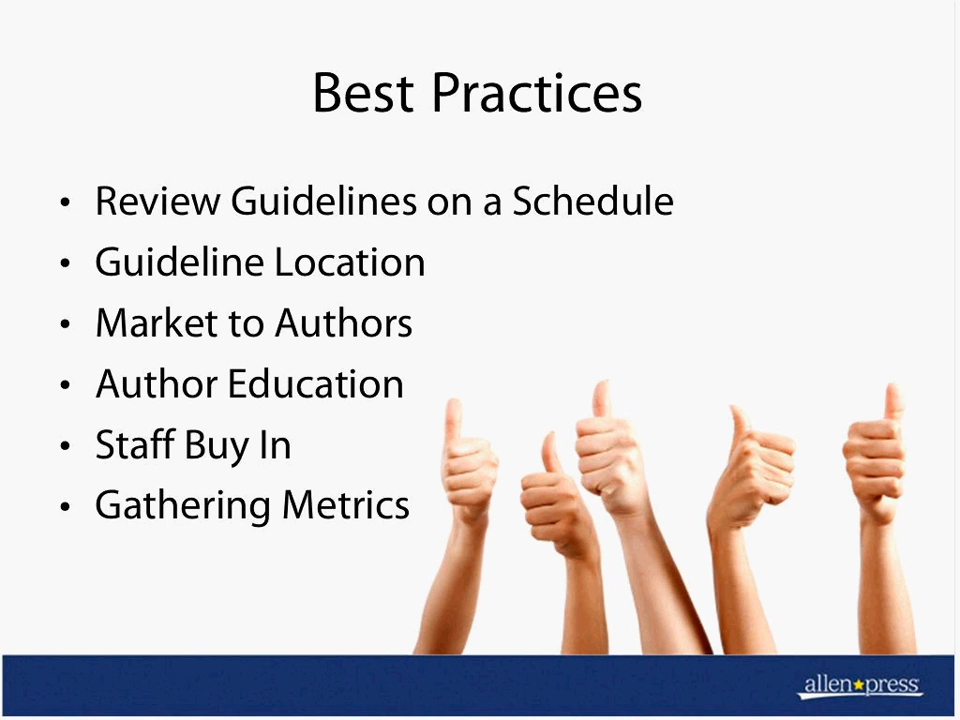 Best Practices
• Review Guidelines on a Schedule
• Guideline Location
• Market to Authors
• Author Education
• Staff Buy In
• Gathering Metrics
allen★press